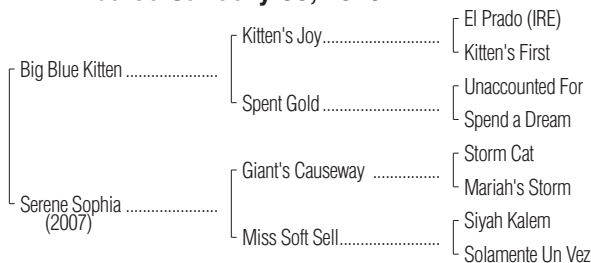 Kitten's Joy
El Prado (IRE)
Kitten's First
Big Blue Kitten
Spent Gold
Unaccounted For
Spend a Dream
Giant's Causeway
Storm Cat
Mariah's Storm
Serene Sophia
(2007)
Miss Soft Sell
Siyah Kalem
Solamente Un Vez